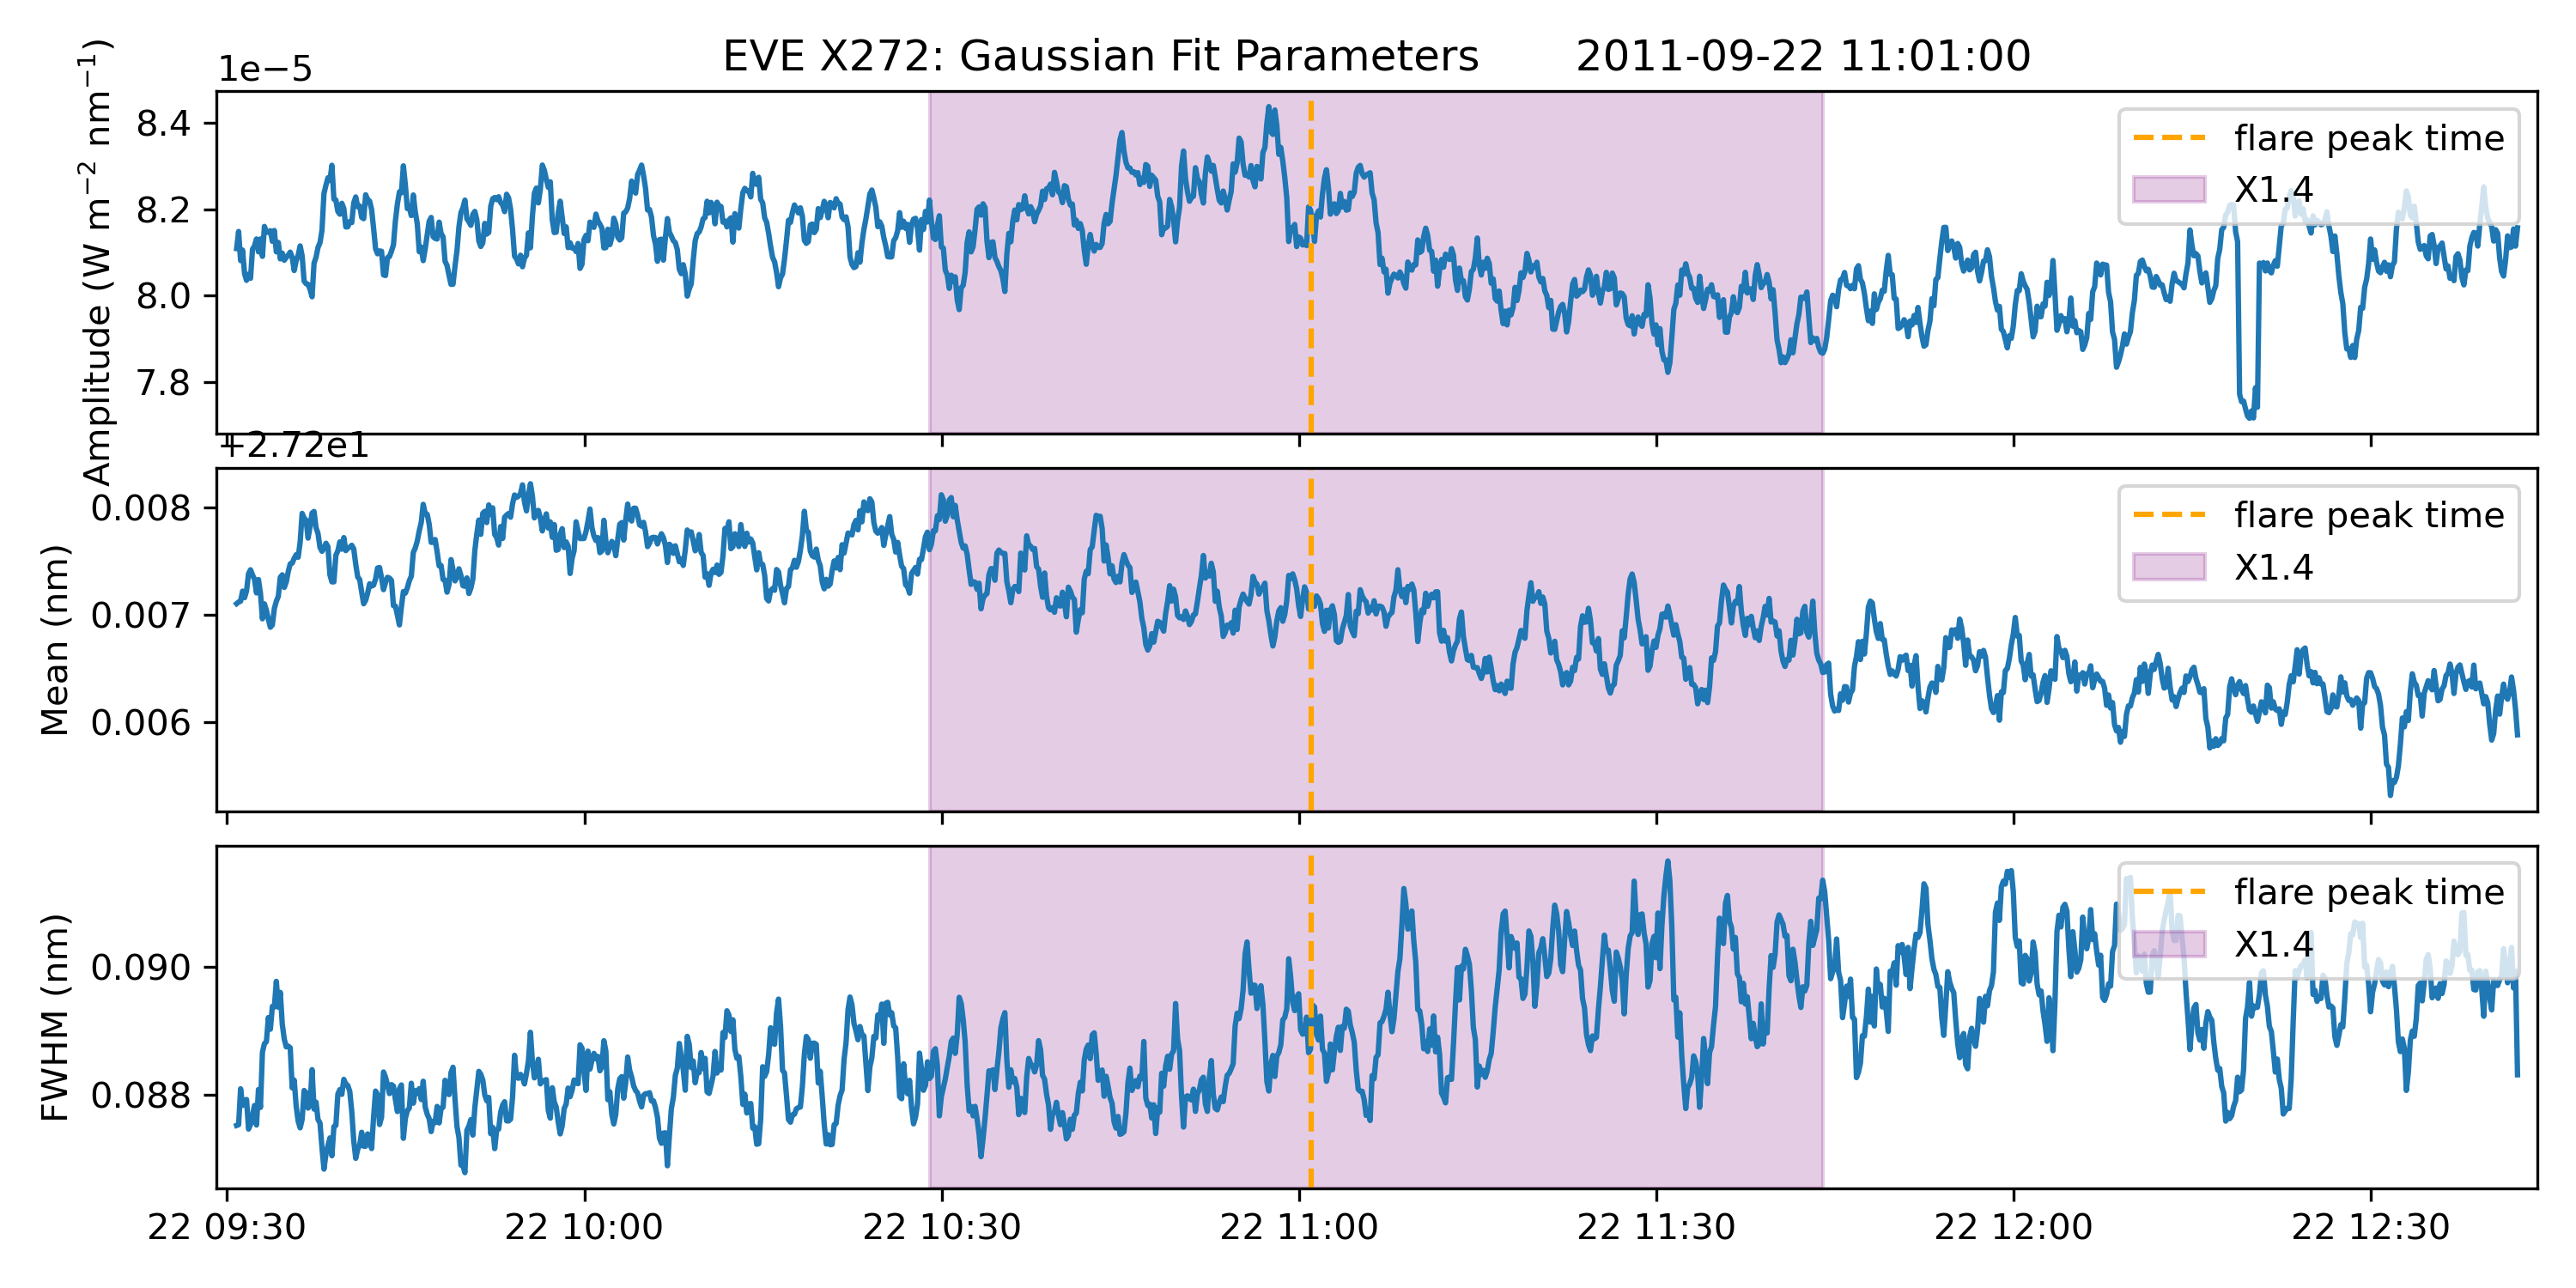 EVE X272: Gaussian Fit Parameters 2011-09-22 11:01:00
1e−5
Amplitude (W m⁻² nm⁻¹)
8.4
8.2
8.0
7.8
flare peak time
X1.4
+2.72e1
Mean (nm)
0.008
0.007
0.006
flare peak time
X1.4
FWHM (nm)
0.090
0.088
flare peak time
X1.4
22 09:30 22 10:00 22 10:30 22 11:00 22 11:30 22 12:00 22 12:30